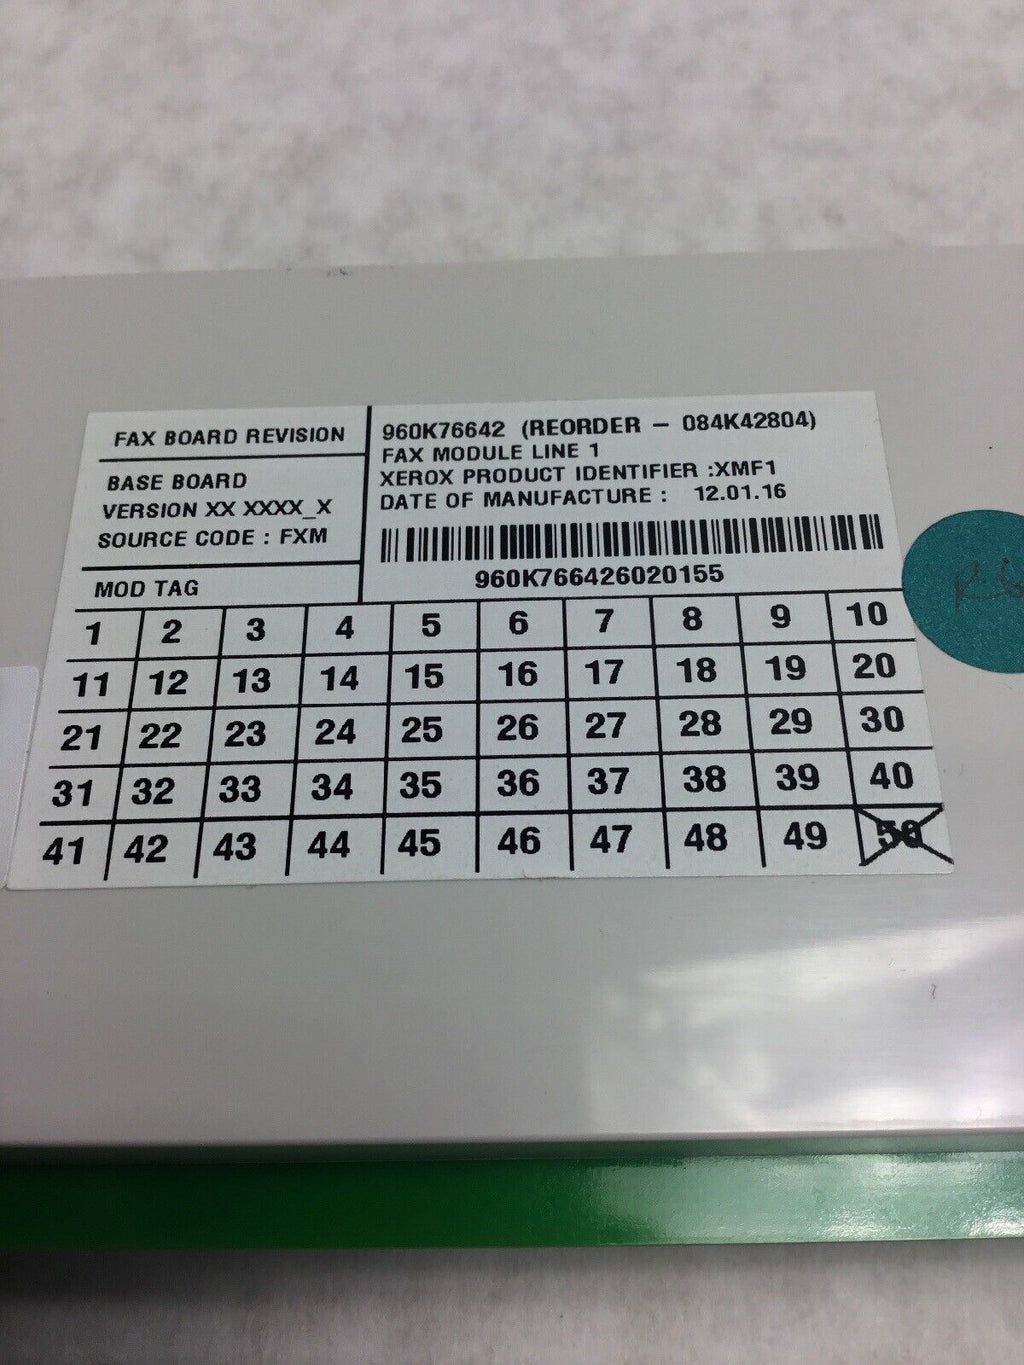 FAX BOARD REVISION
BASE BOARD
VERSION XX XXXX_X
SOURCE CODE : FXM
MOD TAG
960K76642 (REORDER – 084K42804)
FAX MODULE LINE 1
XEROX PRODUCT IDENTIFIER :XMF1
DATE OF MANUFACTURE : 12.01.16
960K766426020155
1 2 3 4 5 6 7 8 9 10
11 12 13 14 15 16 17 18 19 20
21 22 23 24 25 26 27 28 29 30
31 32 33 34 35 36 37 38 39 40
41 42 43 44 45 46 47 48 49 50